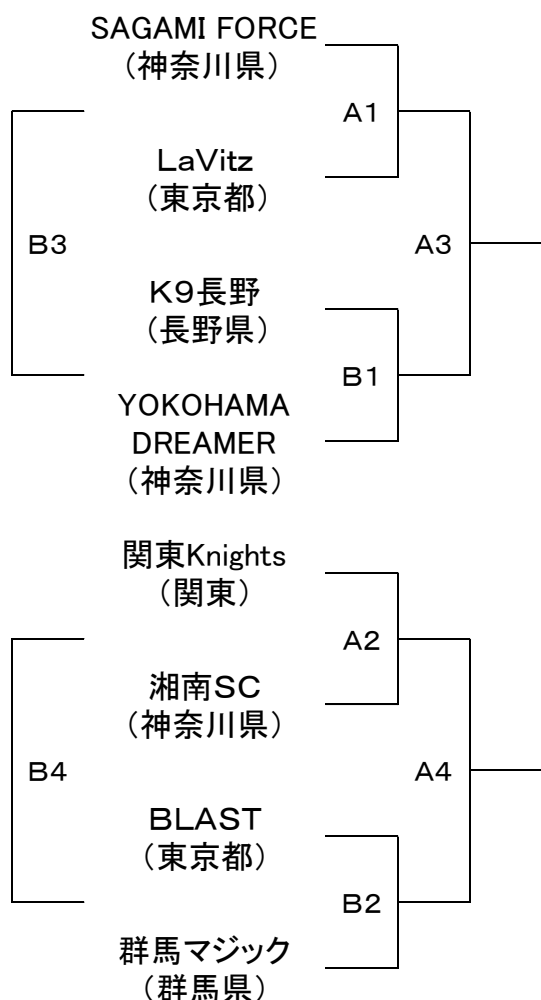 SAGAMI FORCE
（神奈川県）
A1
LaVitz
（東京都）
B3
A3
K9長野
（長野県）
B1
YOKOHAMA
DREAMER
（神奈川県）
関東Knights
（関東）
A2
湘南SC
（神奈川県）
B4
A4
BLAST
（東京都）
B2
群馬マジック
（群馬県）